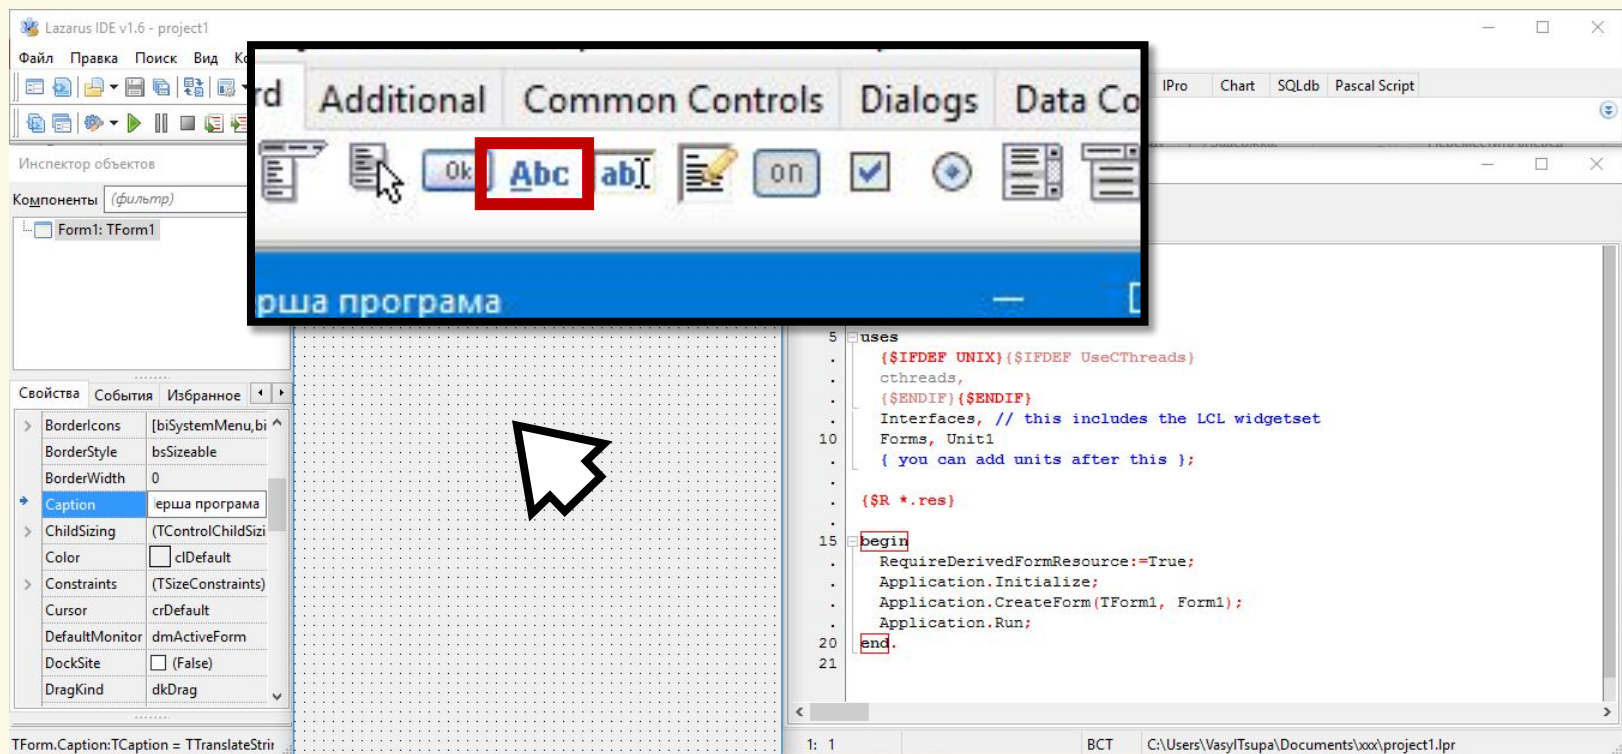 Lazarus IDE v1.6 - project1
Файл Правка Поиск Вид
rd Additional Common Controls Dialogs Data Co
IPro Chart SQLdb Pascal Script
Ok Abc abI on
Инспектор объектов
Компоненты (фильтр)
Form1: TForm1
рша програма
Свойства События Избранное
BorderIcons [biSystemMenu,bi
BorderStyle bsSizeable
BorderWidth 0
Caption ерша програма
ChildSizing (TControlChildSizi
Color clDefault
Constraints (TSizeConstraints)
Cursor crDefault
DefaultMonitor dmActiveForm
DockSite (False)
DragKind dkDrag
TForm.Caption:TCaption = TTranslateStrir
5 uses
. {$IFDEF UNIX}{$IFDEF UseCThreads}
. cthreads,
. {$ENDIF}{$ENDIF}
. Interfaces, // this includes the LCL widgetset
10 Forms, Unit1
. { you can add units after this };
.
. {$R *.res}
.
15 begin
. RequireDerivedFormResource:=True;
. Application.Initialize;
. Application.CreateForm(TForm1, Form1);
. Application.Run;
20 end.
21
1: 1 ВСТ C:\Users\VasylTsupa\Documents\xxx\project1.lpr